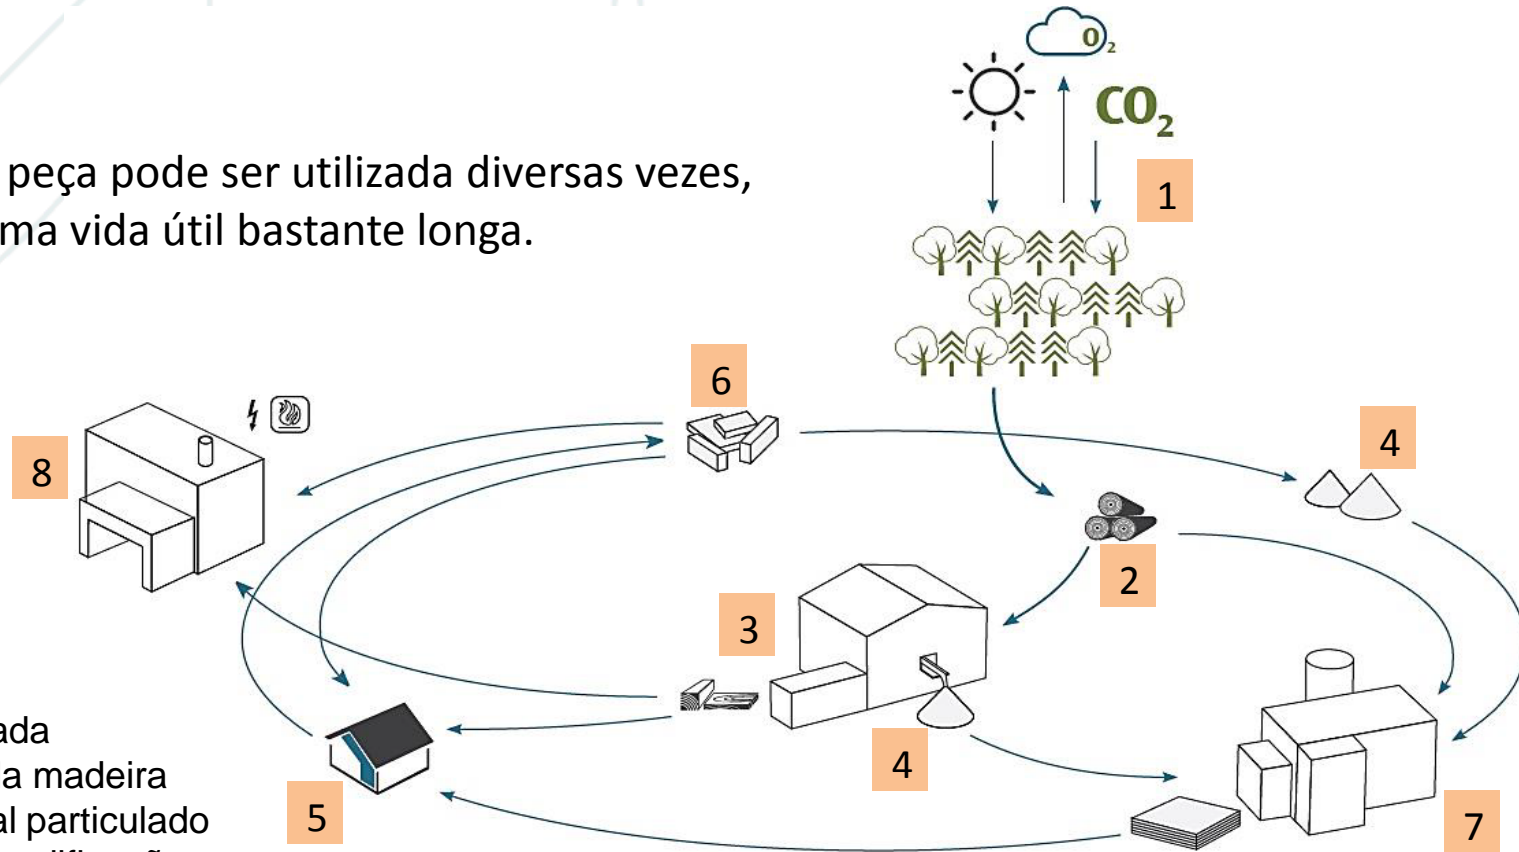 O₂
CO₂
peça pode ser utilizada diversas vezes,
ma vida útil bastante longa.
1
6
4
8
2
3
ada
a madeira
4
al particulado
5
7